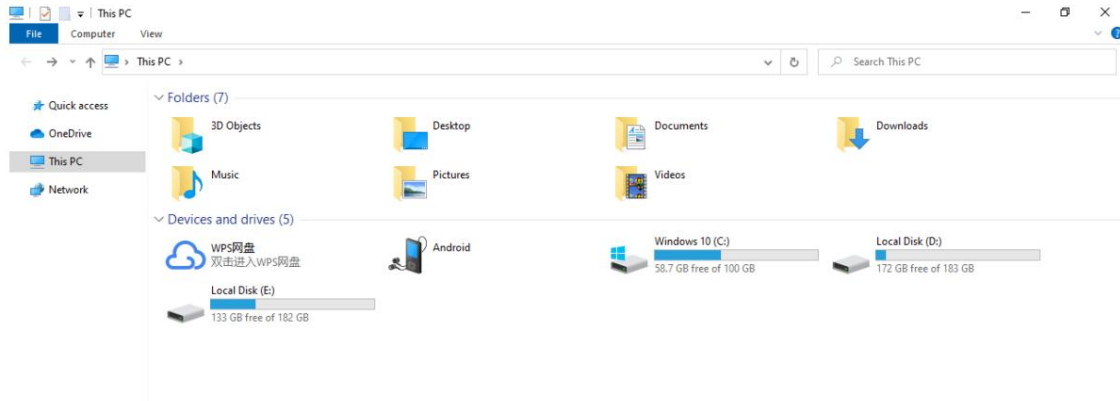 This PC
File Computer View
This PC
Search This PC
Quick access
OneDrive
This PC
Network
Folders (7)
3D Objects
Desktop
Documents
Downloads
Music
Pictures
Videos
Devices and drives (5)
WPS网盘
双击进入WPS网盘
Android
Windows 10 (C:)
58.7 GB free of 100 GB
Local Disk (D:)
172 GB free of 183 GB
Local Disk (E:)
133 GB free of 182 GB